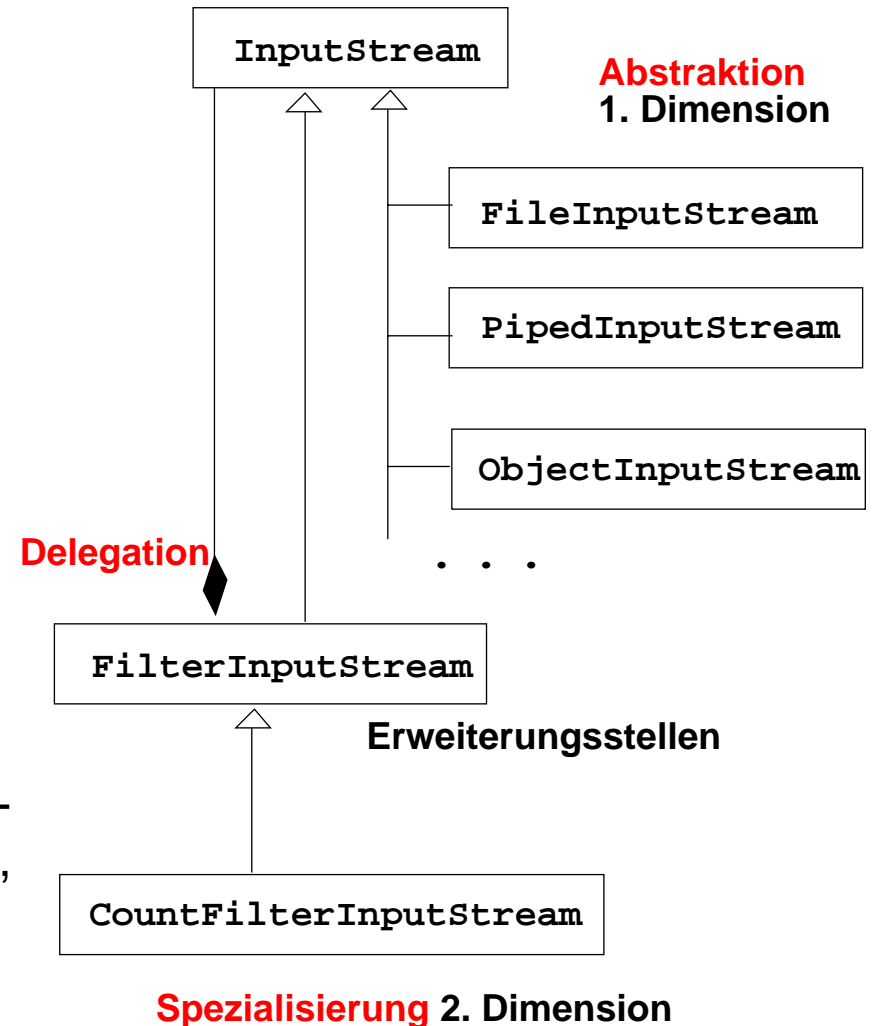 InputStream
Abstraktion
1. Dimension
FileInputStream
PipedInputStream
ObjectInputStream
Delegation
. . .
FilterInputStream
Erweiterungsstellen
-
,
CountFilterInputStream
Spezialisierung 2. Dimension